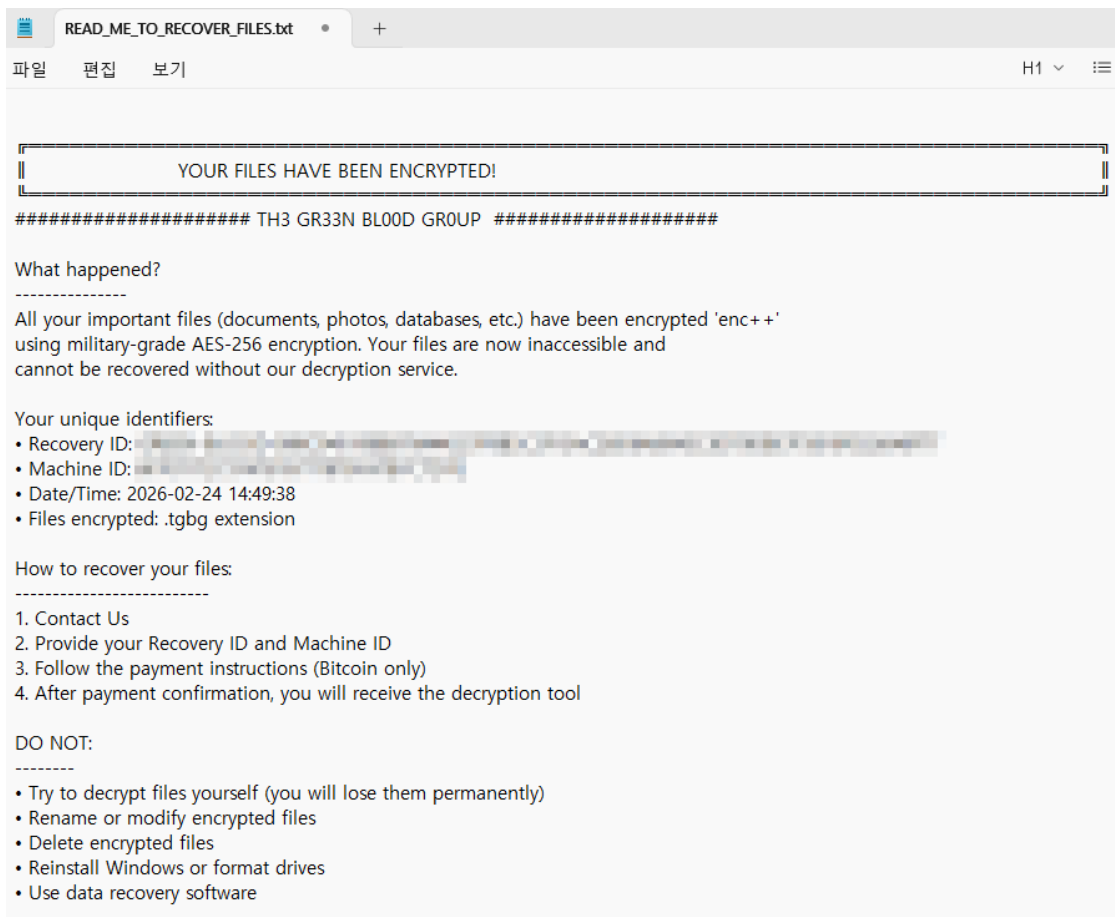 READ_ME_TO_RECOVER_FILES.txt
파일 편집 보기 H1
YOUR FILES HAVE BEEN ENCRYPTED!
##################### TH3 GR33N BL00D GR0UP ####################
What happened?
---------------
All your important files (documents, photos, databases, etc.) have been encrypted 'enc++'
using military-grade AES-256 encryption. Your files are now inaccessible and
cannot be recovered without our decryption service.
Your unique identifiers:
• Recovery ID:
• Machine ID:
• Date/Time: 2026-02-24 14:49:38
• Files encrypted: .tgbg extension
How to recover your files:
--------------------------
1. Contact Us
2. Provide your Recovery ID and Machine ID
3. Follow the payment instructions (Bitcoin only)
4. After payment confirmation, you will receive the decryption tool
DO NOT:
--------
• Try to decrypt files yourself (you will lose them permanently)
• Rename or modify encrypted files
• Delete encrypted files
• Reinstall Windows or format drives
• Use data recovery software